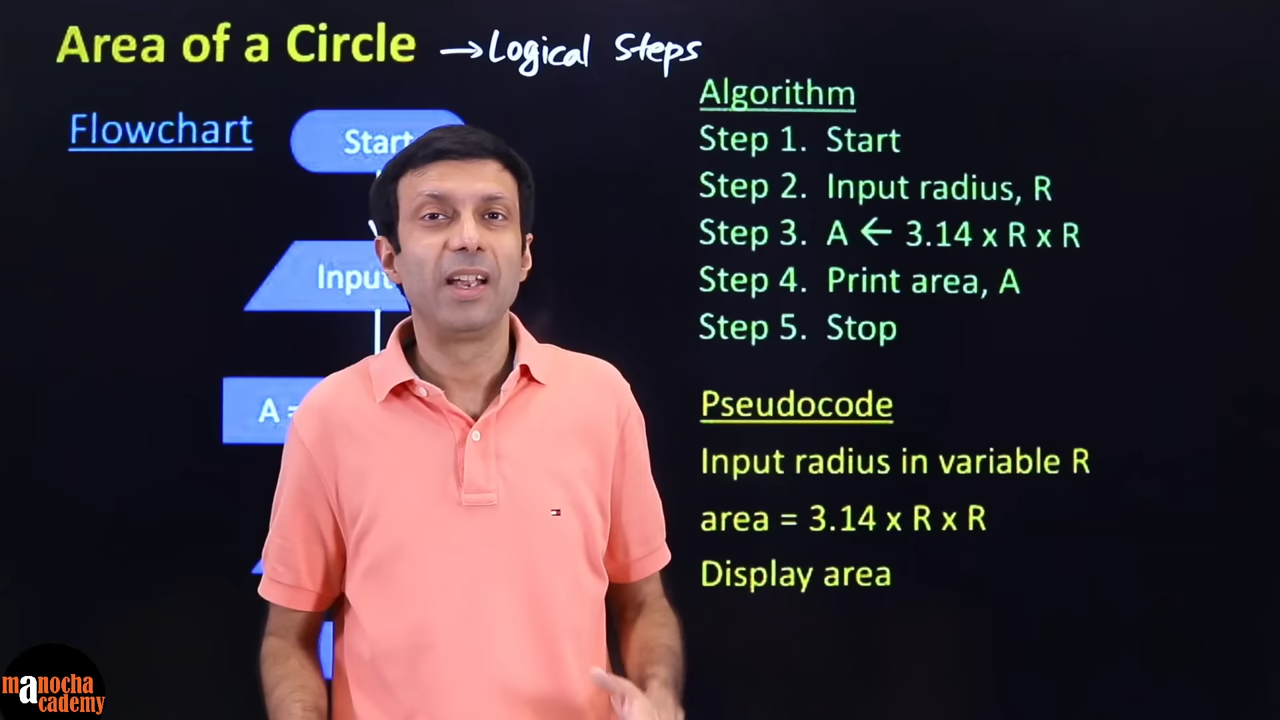 Area of a Circle → Logical Steps
Flowchart
Start
Input
A =
Algorithm
Step 1. Start
Step 2. Input radius, R
Step 3. A ← 3.14 x R x R
Step 4. Print area, A
Step 5. Stop
Pseudocode
Input radius in variable R
area = 3.14 x R x R
Display area
manocha
academy